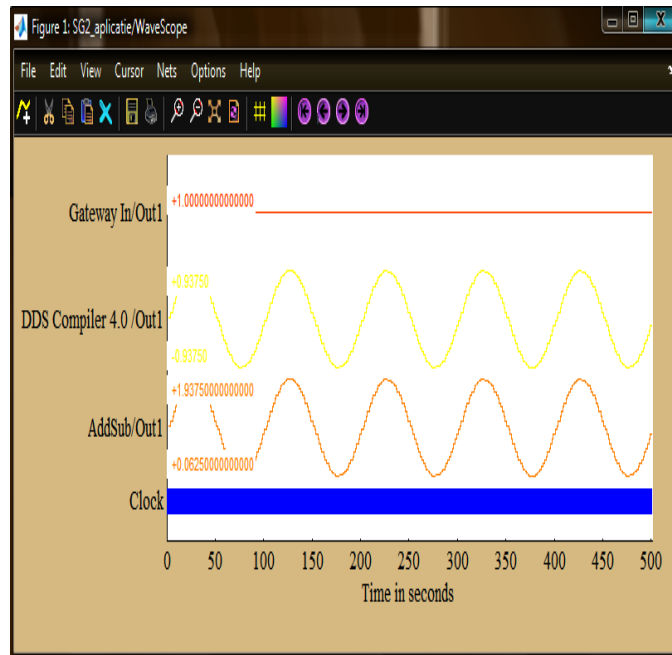 Figure 1: SG2_aplicatie/WaveScope
File Edit View Cursor Nets Options Help
Gateway In/Out1
+1.00000000000000
DDS Compiler 4.0 /Out1
+0.93750
-0.93750
AddSub/Out1
+1.93750000000000
+0.06250000000000
Clock
0 50 100 150 200 250 300 350 400 450 500
Time in seconds